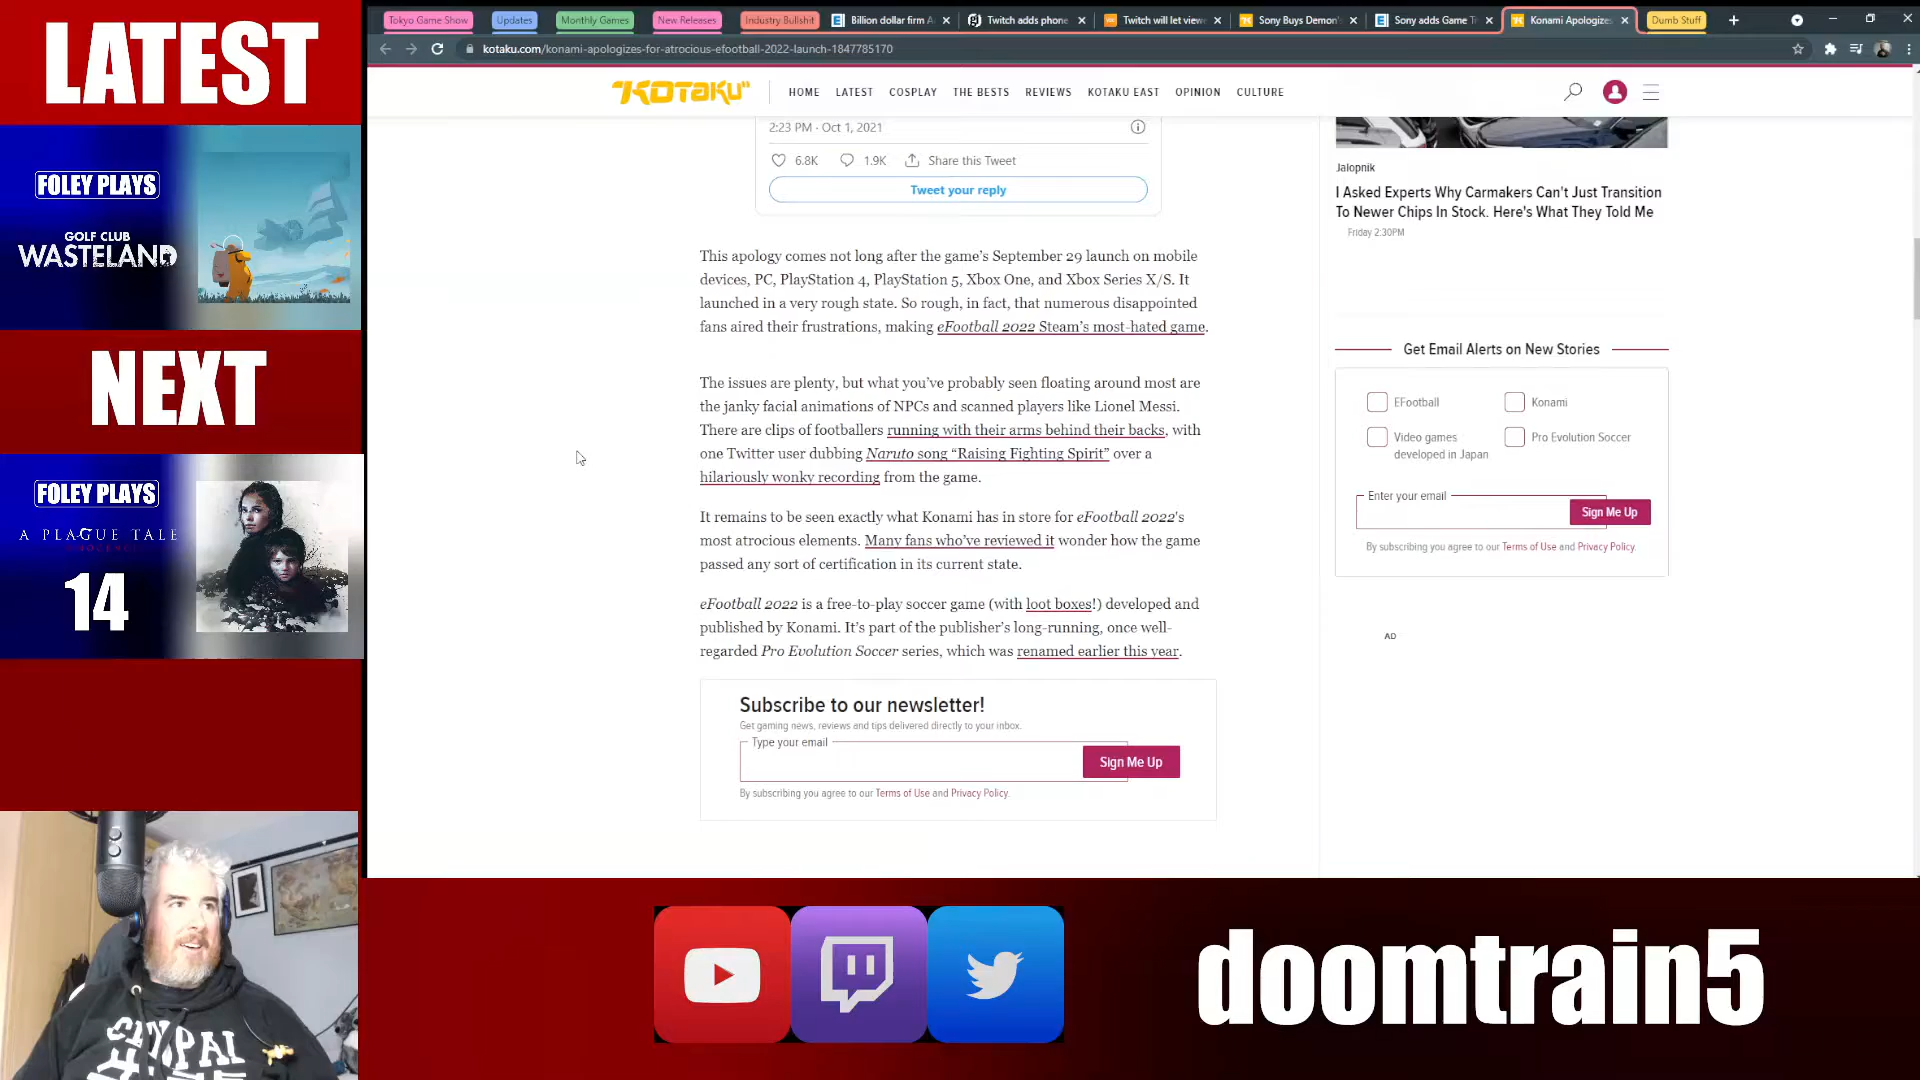 LATEST
FOLEY PLAYS
GOLF CLUB
WASTELAND
NEXT
FOLEY PLAYS
A PLAGUE TALE
14
Tokyo Game Show
Updates
Monthly Games
New Releases
Industry Bullshit
Billion dollar firm
Twitch adds phone
Twitch will let view
Sony Buys Demon'
Sony adds Game
Konami Apologize
Dumb Stuff
kotaku.com/konami-apologizes-for-atrocious-efootball-2022-launch-1847785170
KOTAKU
HOME
LATEST
COSPLAY
THE BESTS
REVIEWS
KOTAKU EAST
OPINION
CULTURE
2:23 PM · Oct 1, 2021
6.8K
1.9K
Share this Tweet
Tweet your reply
This apology comes not long after the game's September 29 launch on mobile
devices, PC, PlayStation 4, PlayStation 5, Xbox One, and Xbox Series X/S. It
launched in a very rough state. So rough, in fact, that numerous disappointed
fans aired their frustrations, making eFootball 2022 Steam's most-hated game.
The issues are plenty, but what you've probably seen floating around most are
the janky facial animations of NPCs and scanned players like Lionel Messi.
There are clips of footballers running with their arms behind their backs, with
one Twitter user dubbing Naruto song “Raising Fighting Spirit” over a
hilariously wonky recording from the game.
It remains to be seen exactly what Konami has in store for eFootball 2022's
most atrocious elements. Many fans who've reviewed it wonder how the game
passed any sort of certification in its current state.
eFootball 2022 is a free-to-play soccer game (with loot boxes!) developed and
published by Konami. It's part of the publisher's long-running, once well-
regarded Pro Evolution Soccer series, which was renamed earlier this year.
Subscribe to our newsletter!
Get gaming news, reviews and tips delivered directly to your inbox.
Type your email
Sign Me Up
By subscribing you agree to our Terms of Use and Privacy Policy.
Jalopnik
I Asked Experts Why Carmakers Can't Just Transition
To Newer Chips In Stock. Here's What They Told Me
Friday 2:30PM
Get Email Alerts on New Stories
EFootball
Konami
Video games
developed in Japan
Pro Evolution Soccer
Enter your email
Sign Me Up
By subscribing you agree to our Terms of Use and Privacy Policy.
AD
doomtrain5